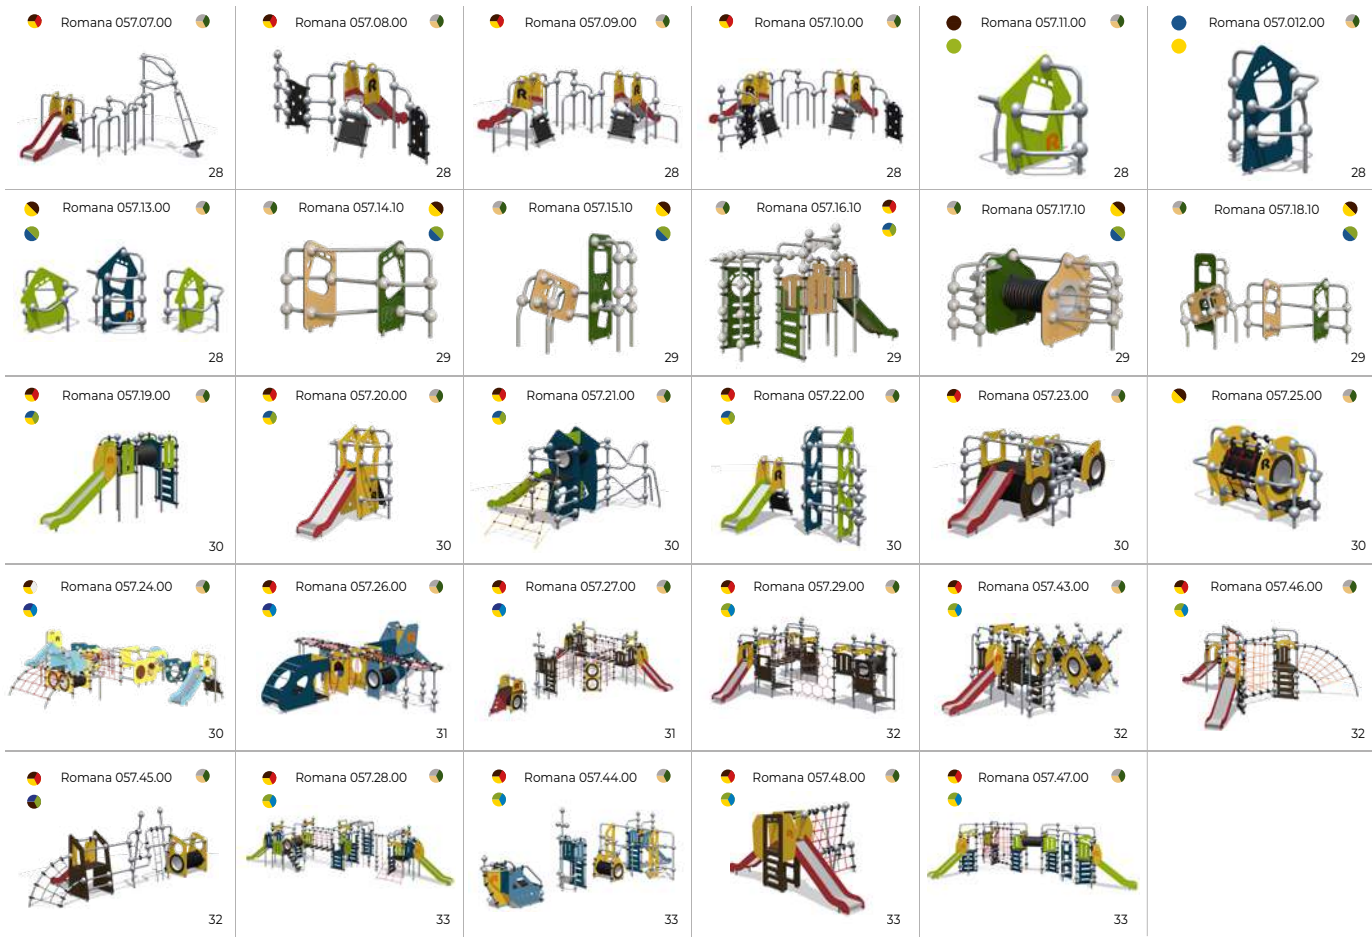 Romana 057.07.00
28
Romana 057.08.00
28
Romana 057.09.00
28
Romana 057.10.00
28
Romana 057.11.00
28
Romana 057.012.00
28
Romana 057.13.00
28
Romana 057.14.10
29
Romana 057.15.10
29
Romana 057.16.10
29
Romana 057.17.10
29
Romana 057.18.10
29
Romana 057.19.00
30
Romana 057.20.00
30
Romana 057.21.00
30
Romana 057.22.00
30
Romana 057.23.00
30
Romana 057.25.00
30
Romana 057.24.00
30
Romana 057.26.00
31
Romana 057.27.00
31
Romana 057.29.00
32
Romana 057.43.00
32
Romana 057.46.00
32
Romana 057.45.00
32
Romana 057.28.00
33
Romana 057.44.00
33
Romana 057.48.00
33
Romana 057.47.00
33